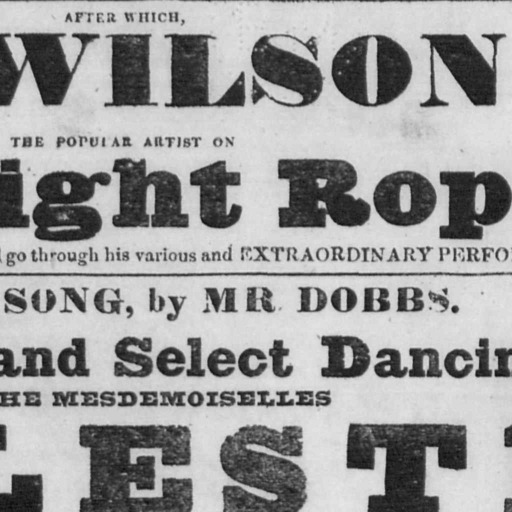 AFTER WHICH,
WILSON
THE POPULAR ARTIST ON
ight Rop
go through his various and EXTRAORDINARY PERFO
SONG, by MR. DOBBS.
and Select Dancin
HE MESDEMOISELLES
EST